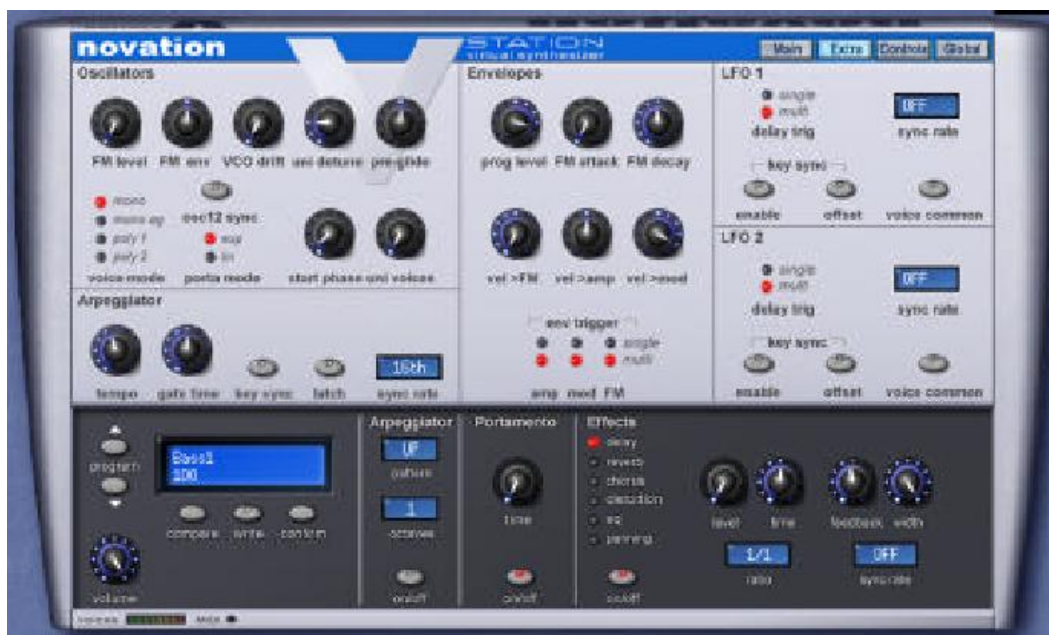 novation V STATION
virtual synthesizer
Main Extra Controls Global
Oscillators
FM level FM env VCO drift uni detune pre-glide
mono
mono ag
poly 1
poly 2
voice mode
osc12 sync
exp
lin
porta mode
start phase uni voices
Arpeggiator
tempo gate time key sync latch
16th
sync rate
Envelopes
prog level FM attack FM decay
vel>FM vel>amp vel>mod
env trigger
single
multi
amp mod FM
LFO 1
single
multi
delay trig
OFF
sync rate
key sync
enable offset voice common
LFO 2
single
multi
delay trig
OFF
sync rate
key sync
enable offset voice common
program
Bass1
100
compare write confirm
volume
Arpeggiator
UP
pattern
1
octaves
on/off
Portamento
time
on/off
Effects
delay
reverb
chorus
distortion
eq
panning
on/off
level time feedback width
1/1
ratio
OFF
sync rate
VOICES MIDI